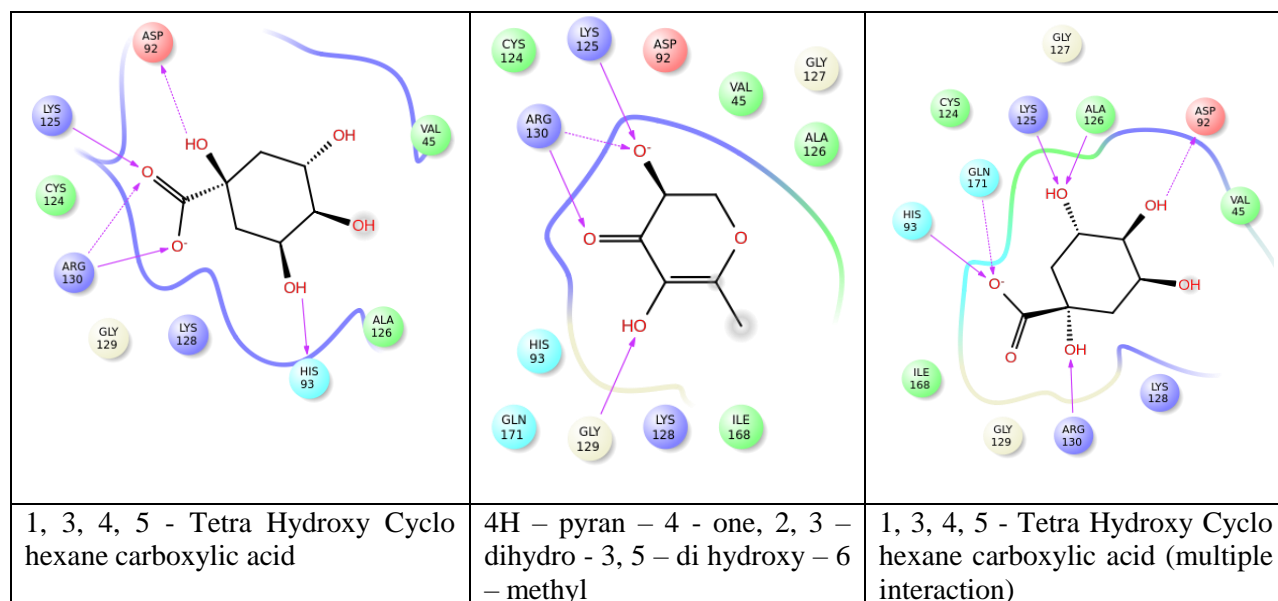 ASP
92
LYS
125
HO
OH
VAL
45
O
CYS
124
OH
O-
ARG
130
OH
GLY
129
LYS
128
ALA
126
HIS
93
LYS
125
CYS
124
ASP
92
GLY
127
VAL
45
ARG
130
O-
ALA
126
O
O
HO
HIS
93
GLN
171
GLY
129
LYS
128
ILE
168
GLY
127
CYS
124
LYS
125
ALA
126
ASP
92
GLN
171
HO
OH
VAL
45
HIS
93
O-
OH
O
OH
ILE
168
LYS
128
GLY
129
ARG
130
1, 3, 4, 5 - Tetra Hydroxy Cyclo
hexane carboxylic acid
4H – pyran – 4 - one, 2, 3 –
dihydro - 3, 5 – di hydroxy – 6
– methyl
1, 3, 4, 5 - Tetra Hydroxy Cyclo
hexane carboxylic acid (multiple
interaction)